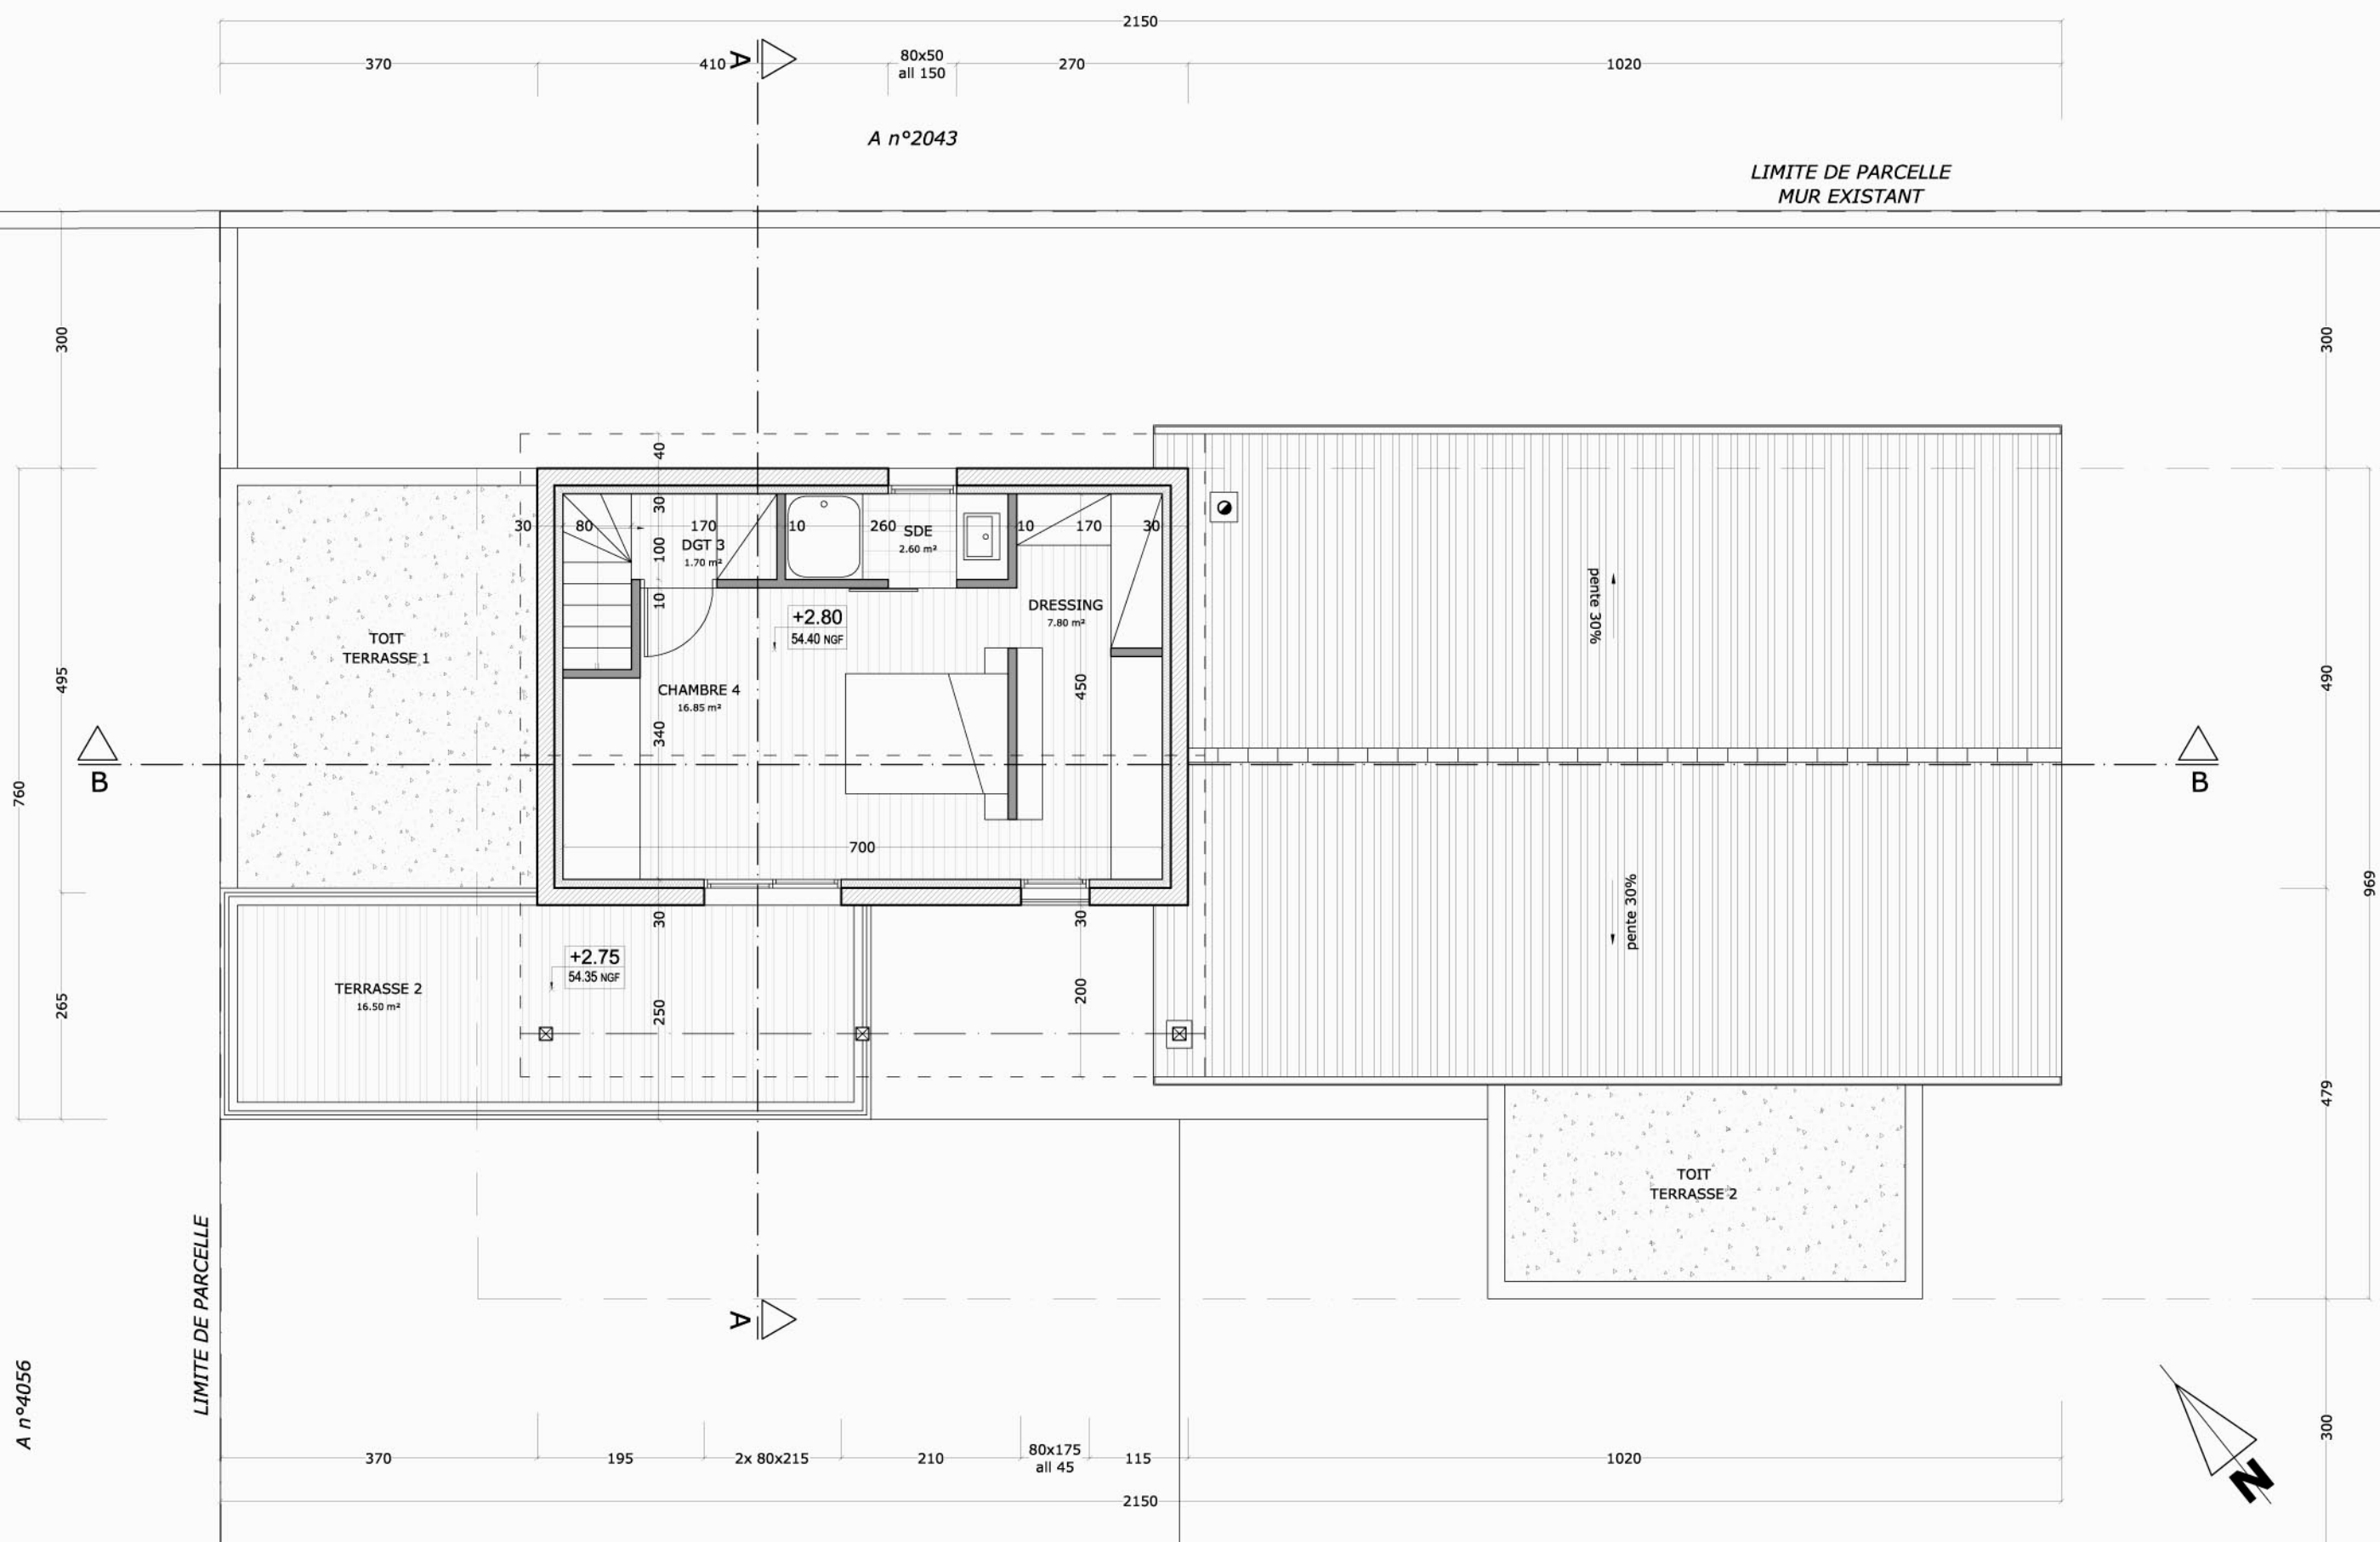 2150
370
410
A
80x50
all 150
270
1020
A n°2043
LIMITE DE PARCELLE
MUR EXISTANT
300
300
40
30
30
80
170
10
260
SDE
2.60 m²
10
170
30
DGT 3
1.70 m²
100
10
DRESSING
7.80 m²
+2.80
54.40 NGF
pente 30%
TOIT
TERRASSE 1
495
CHAMBRE 4
16.85 m²
450
490
340
B
B
760
700
969
30
30
pente 30%
+2.75
54.35 NGF
TERRASSE 2
16.50 m²
265
250
200
479
TOIT
TERRASSE 2
LIMITE DE PARCELLE
A
A n°4056
300
370
195
2x 80x215
210
80x175
all 45
115
1020
N
2150